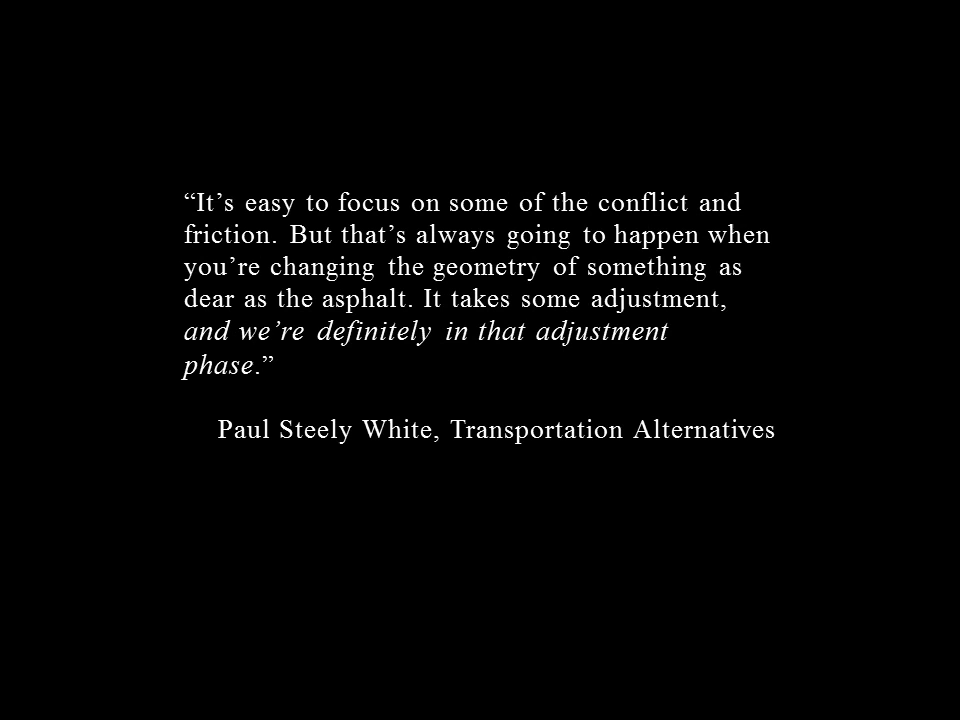 “It’s easy to focus on some of the conflict and
friction. But that’s always going to happen when
you’re changing the geometry of something as
dear as the asphalt. It takes some adjustment,
and we’re definitely in that adjustment
phase.”
Paul Steely White, Transportation Alternatives